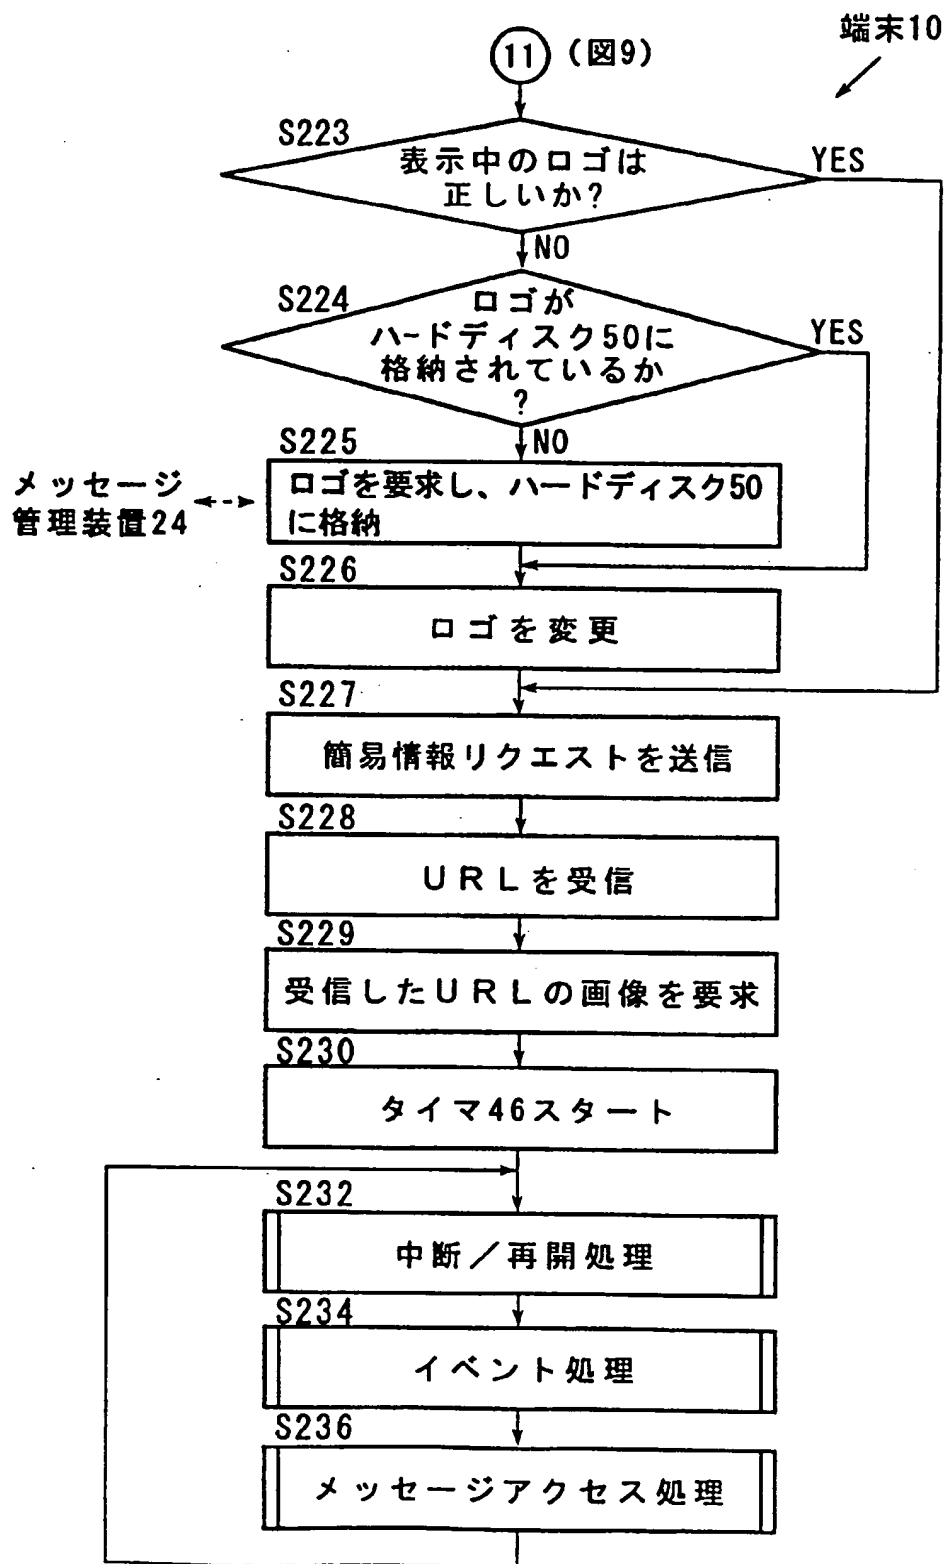 端末10
11 (図9)
S223
表示中のロゴは
正しいか?
YES
NO
S224
ロゴが
ハードディスク50に
格納されているか
?
YES
NO
S225
メッセージ
管理装置24
ロゴを要求し、ハードディスク50
に格納
S226
ロゴを変更
S227
簡易情報リクエストを送信
S228
URLを受信
S229
受信したURLの画像を要求
S230
タイマ46スタート
S232
中断/再開処理
S234
イベント処理
S236
メッセージアクセス処理